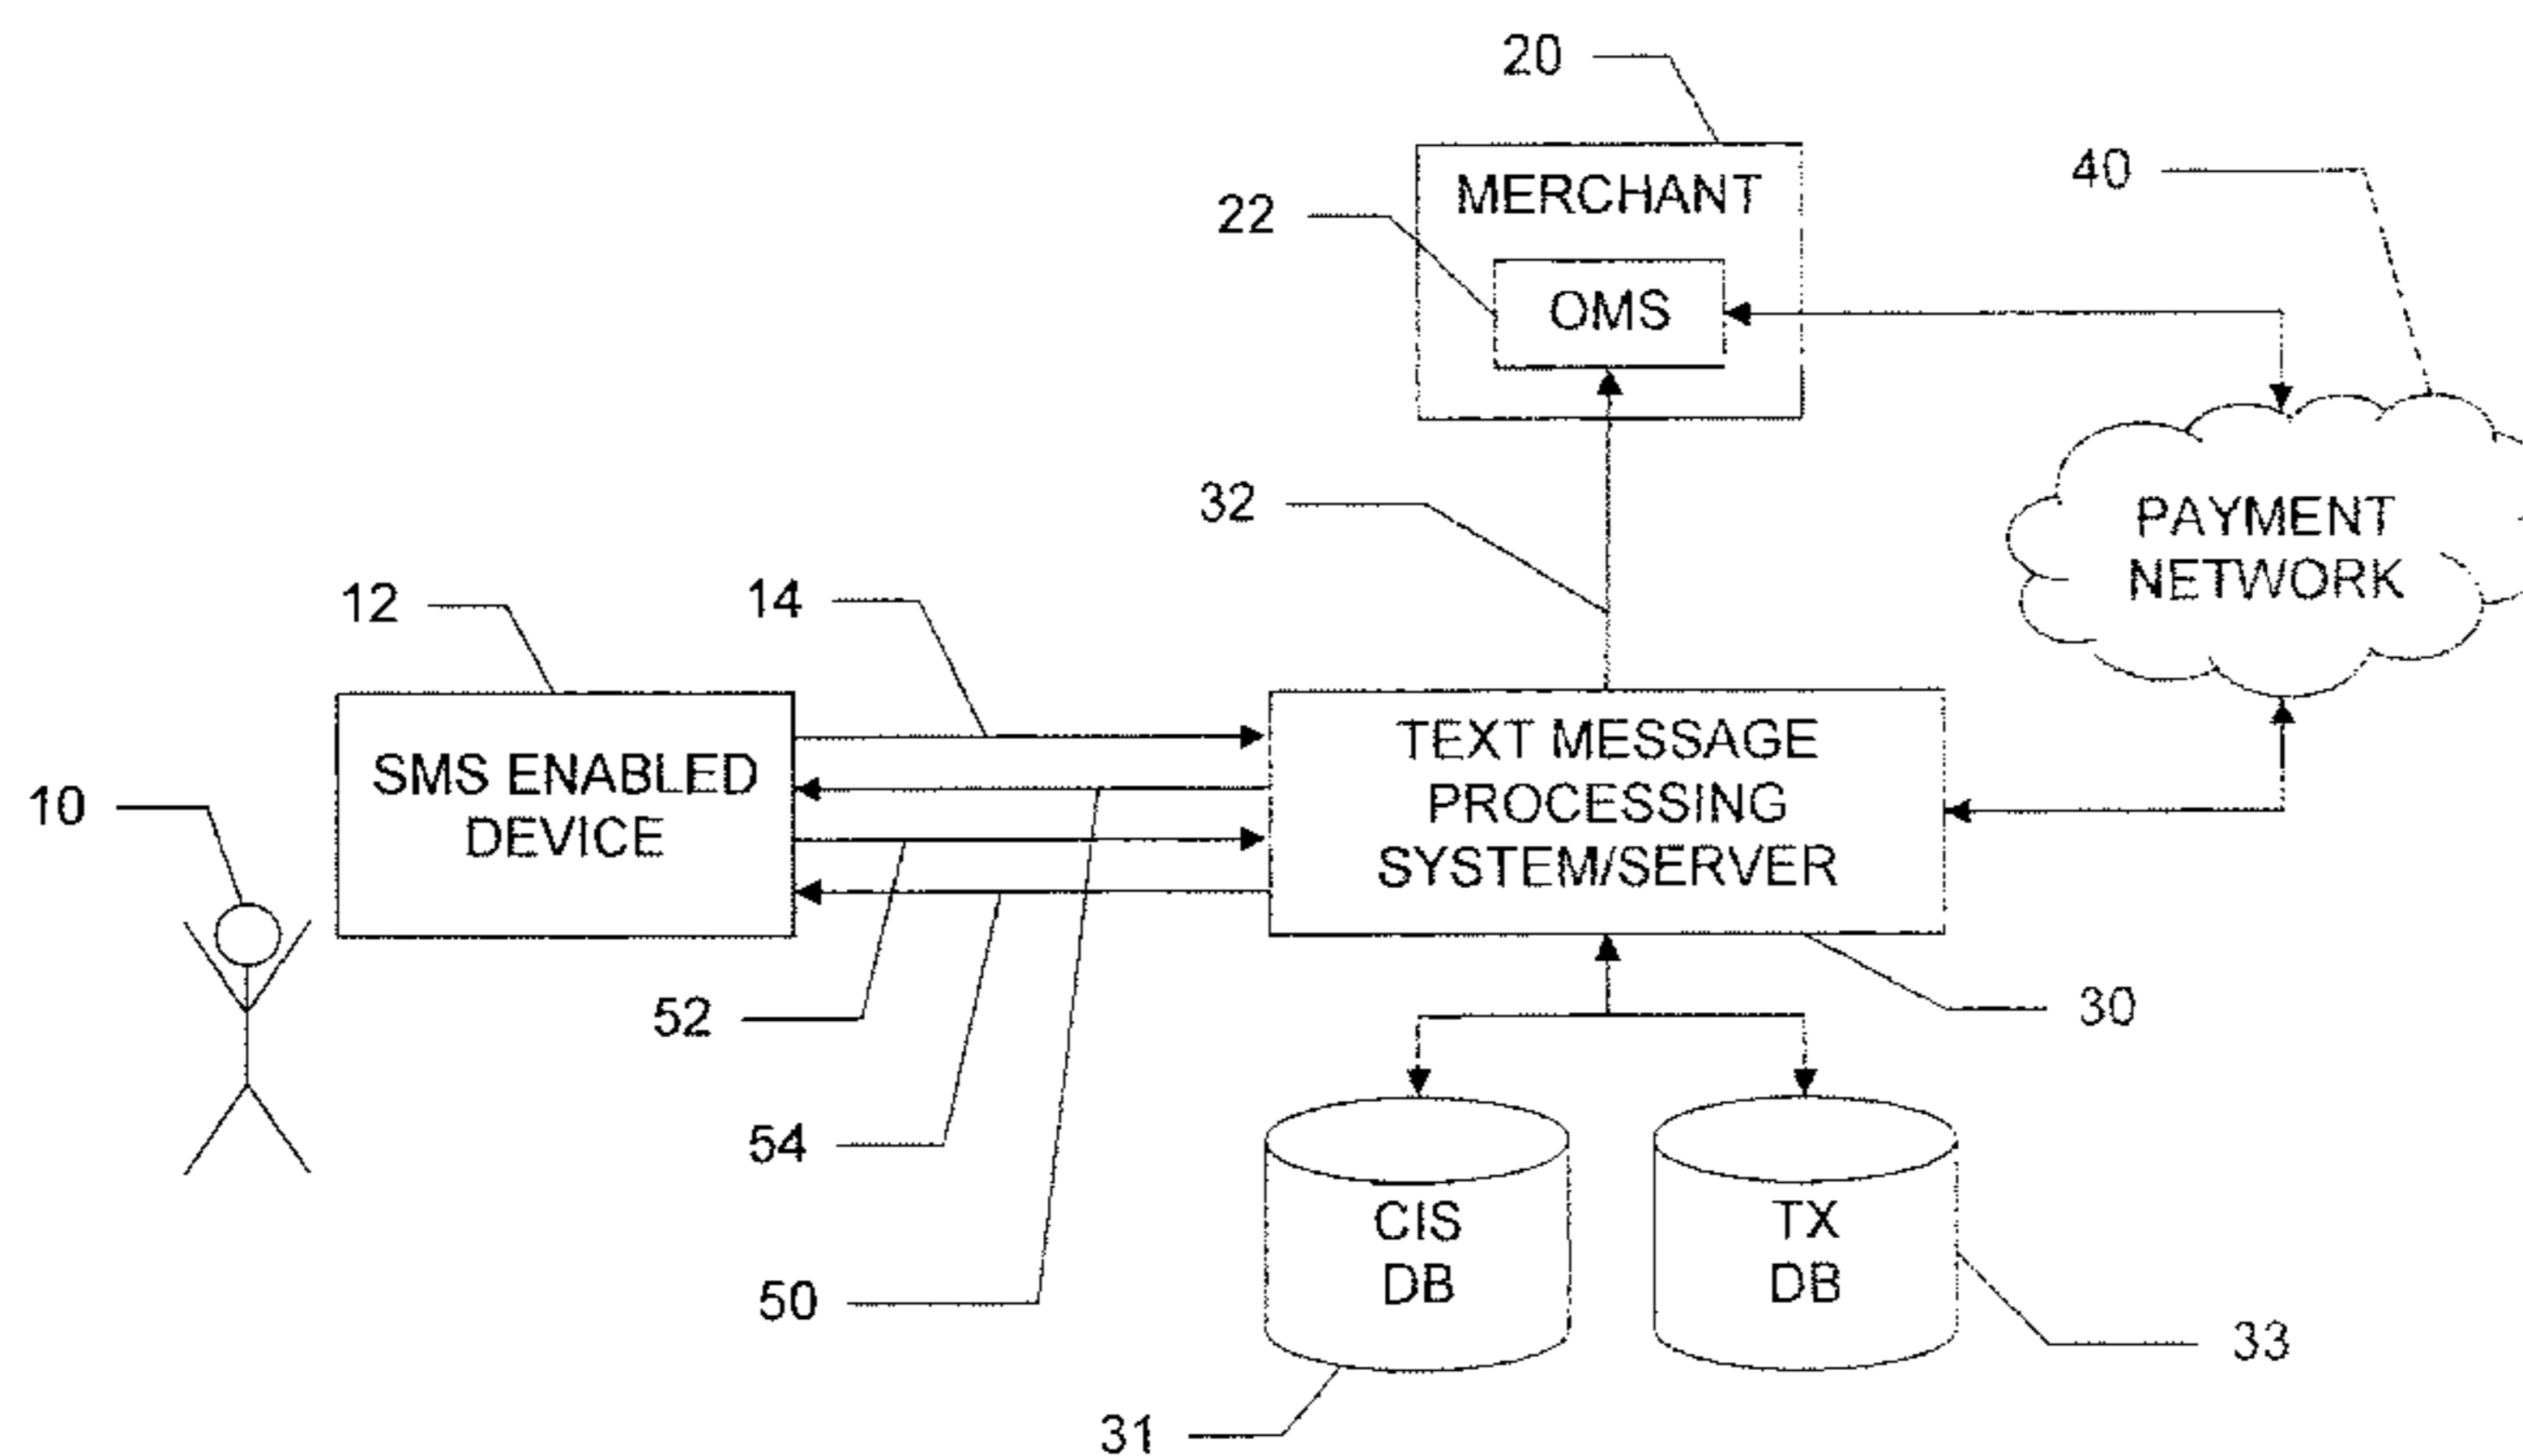 20
MERCHANT
40
22
OMS
32
PAYMENT
NETWORK
12
14
SMS ENABLED
DEVICE
TEXT MESSAGE
PROCESSING
SYSTEM/SERVER
10
52
30
54
CIS
DB
TX
DB
50
33
31